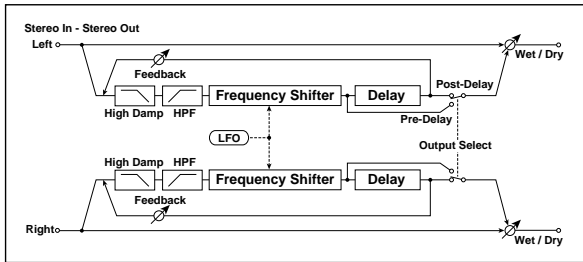 Stereo In - Stereo Out
Left
Wet / Dry
Feedback
Post-Delay
High Damp
HPF
Frequency Shifter
Delay
Pre-Delay
LFO
Output Select
High Damp
HPF
Frequency Shifter
Delay
Feedback
Right
Wet / Dry